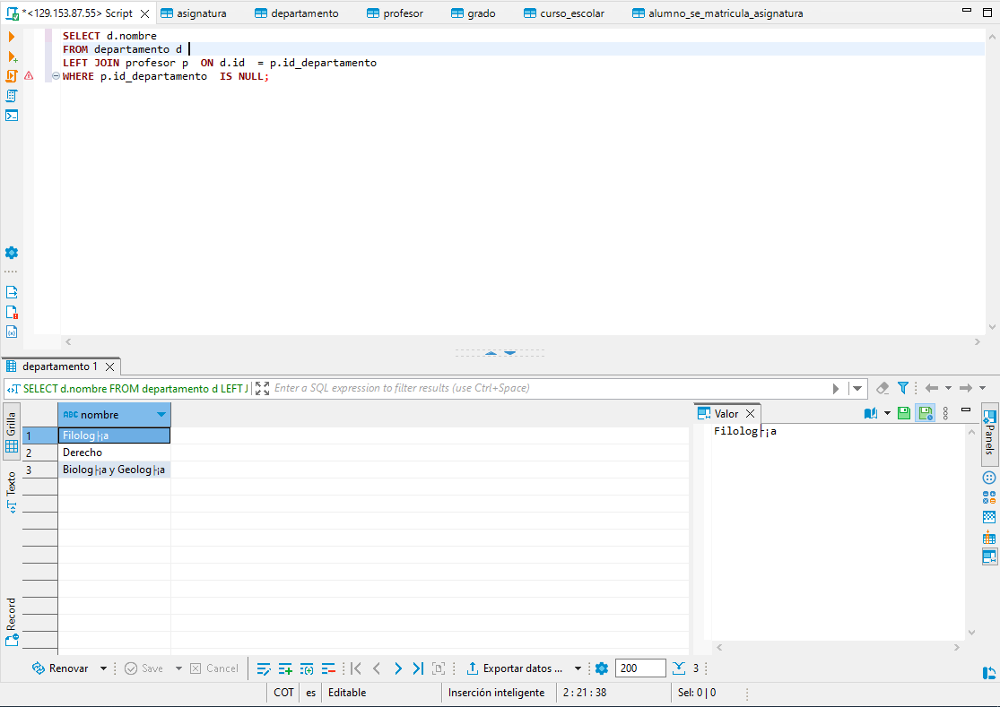 *<129.153.87.55> Script
asignatura
departamento
profesor
grado
curso_escolar
alumno_se_matricula_asignatura
SELECT d.nombre
FROM departamento d
LEFT JOIN profesor p  ON d.id  = p.id_departamento
WHERE p.id_departamento  IS NULL;
departamento 1
SELECT d.nombre FROM departamento d LEFT J
Enter a SQL expression to filter results (use Ctrl+Space)
Grilla
Texto
Record
ABC nombre
1 Filolog├¡a
2 Derecho
3 Biolog├¡a y Geolog├¡a
Valor
Filolog├¡a
Panels
Renovar
Save
Cancel
Exportar datos ...
200
3
COT
es
Editable
Inserción inteligente
2 : 21 : 38
Sel: 0 | 0